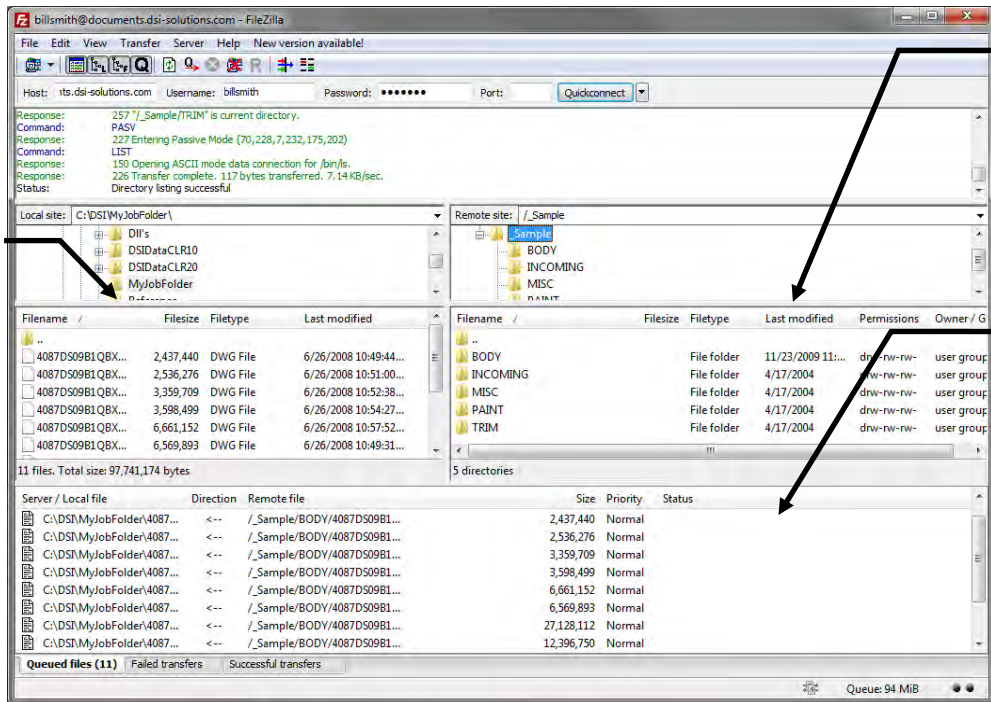 billsmith@documents.dsi-solutions.com - FileZilla
File Edit View Transfer Server Help New version available!
Host: its.dsi-solutions.com Username: billsmith Password: ••••••• Port: Quickconnect
Response: 257 "/_Sample/TRIM" is current directory.
Command: PASV
Response: 227 Entering Passive Mode (70,228,7,232,175,202)
Command: LIST
Response: 150 Opening ASCII mode data connection for /bin/ls.
Response: 226 Transfer complete. 117 bytes transferred. 7.14 KB/sec.
Status: Directory listing successful
Local site: C:\DSI\MyJobFolder\
Dll's
DSIDataCLR10
DSIDataCLR20
MyJobFolder
Reference
Remote site: /_Sample
_Sample
BODY
INCOMING
MISC
PAINT
Filename / Filesize Filetype Last modified
..
4087DS09B1QBX... 2,437,440 DWG File 6/26/2008 10:49:44...
4087DS09B1QBX... 2,536,276 DWG File 6/26/2008 10:51:00...
4087DS09B1QBX... 3,359,709 DWG File 6/26/2008 10:52:38...
4087DS09B1QBX... 3,598,499 DWG File 6/26/2008 10:54:27...
4087DS09B1QBX... 6,661,152 DWG File 6/26/2008 10:57:52...
4087DS09B1QBX... 6,569,893 DWG File 6/26/2008 10:49:31...
11 files. Total size: 97,741,174 bytes
Filename / Filesize Filetype Last modified Permissions Owner / G
..
BODY File folder 11/23/2009 11:... drw-rw-rw- user group
INCOMING File folder 4/17/2004 drw-rw-rw- user group
MISC File folder 4/17/2004 drw-rw-rw- user group
PAINT File folder 4/17/2004 drw-rw-rw- user group
TRIM File folder 4/17/2004 drw-rw-rw- user group
5 directories
Server / Local file Direction Remote file Size Priority Status
C:\DSI\MyJobFolder\4087... <-- /_Sample/BODY/4087DS09B1... 2,437,440 Normal
C:\DSI\MyJobFolder\4087... <-- /_Sample/BODY/4087DS09B1... 2,536,276 Normal
C:\DSI\MyJobFolder\4087... <-- /_Sample/BODY/4087DS09B1... 3,359,709 Normal
C:\DSI\MyJobFolder\4087... <-- /_Sample/BODY/4087DS09B1... 3,598,499 Normal
C:\DSI\MyJobFolder\4087... <-- /_Sample/BODY/4087DS09B1... 6,661,152 Normal
C:\DSI\MyJobFolder\4087... <-- /_Sample/BODY/4087DS09B1... 6,569,893 Normal
C:\DSI\MyJobFolder\4087... <-- /_Sample/BODY/4087DS09B1... 27,128,112 Normal
C:\DSI\MyJobFolder\4087... <-- /_Sample/BODY/4087DS09B1... 12,396,750 Normal
Queued files (11) Failed transfers Successful transfers
Queue: 94 MiB